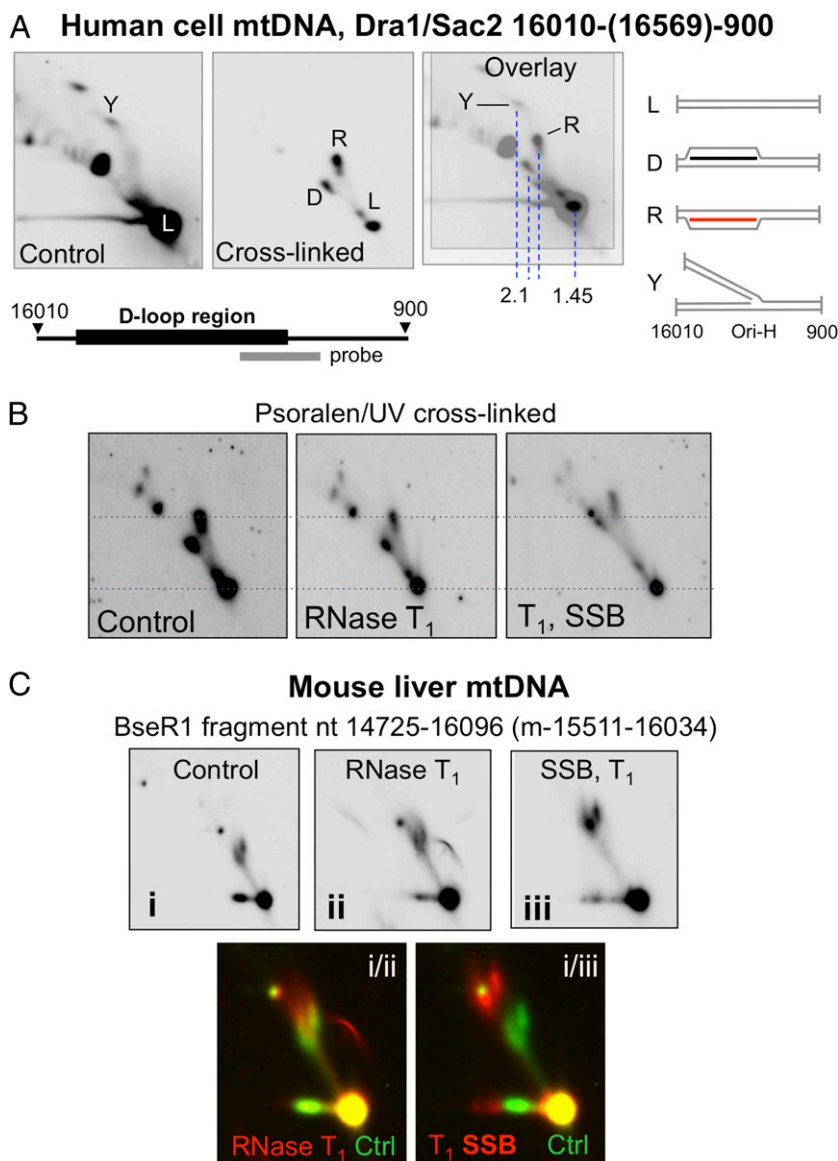 A Human cell mtDNA, Dra1/Sac2 16010-(16569)-900
Y
L
Control
R
D
L
Cross-linked
Overlay
Y
R
2.1 1.45
L
D
R
Y
16010 Ori-H 900
16010 D-loop region 900
probe
B
Psoralen/UV cross-linked
Control
RNase T1
T1, SSB
C Mouse liver mtDNA
BseR1 fragment nt 14725-16096 (m-15511-16034)
Control
i
RNase T1
ii
SSB, T1
iii
i/ii
RNase T1 Ctrl
i/iii
T1 SSB Ctrl